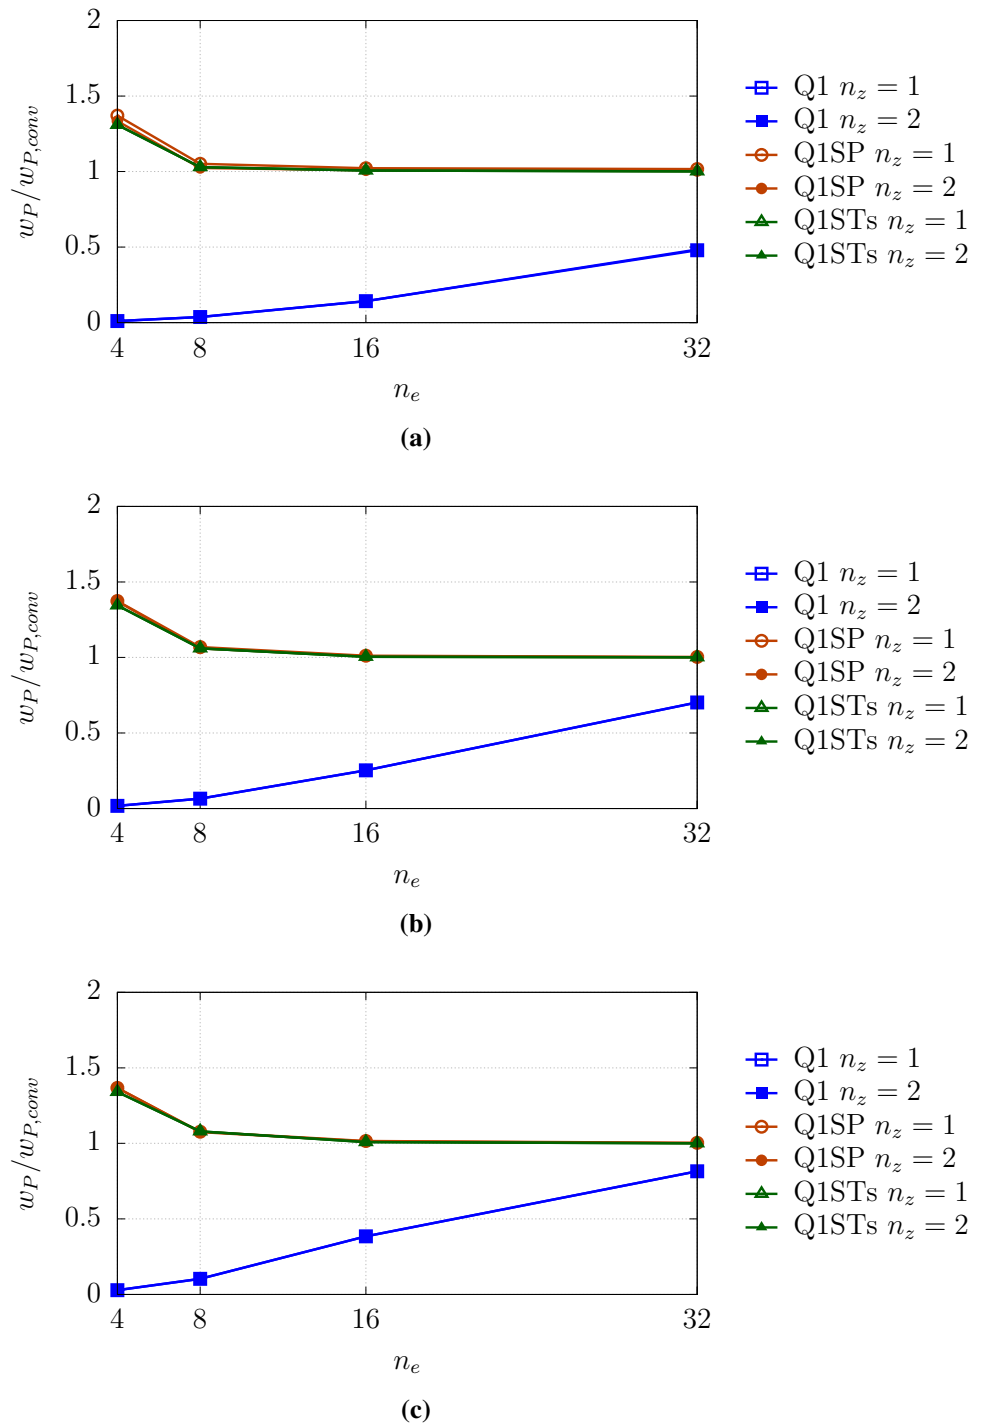 2
1.5
1
0.5
0
w_P/w_{P,conv}
4 8 16 32
n_e
Q1 n_z = 1
Q1 n_z = 2
Q1SP n_z = 1
Q1SP n_z = 2
Q1STs n_z = 1
Q1STs n_z = 2
(a)
2
1.5
1
0.5
0
w_P/w_{P,conv}
4 8 16 32
n_e
Q1 n_z = 1
Q1 n_z = 2
Q1SP n_z = 1
Q1SP n_z = 2
Q1STs n_z = 1
Q1STs n_z = 2
(b)
2
1.5
1
0.5
0
w_P/w_{P,conv}
4 8 16 32
n_e
Q1 n_z = 1
Q1 n_z = 2
Q1SP n_z = 1
Q1SP n_z = 2
Q1STs n_z = 1
Q1STs n_z = 2
(c)